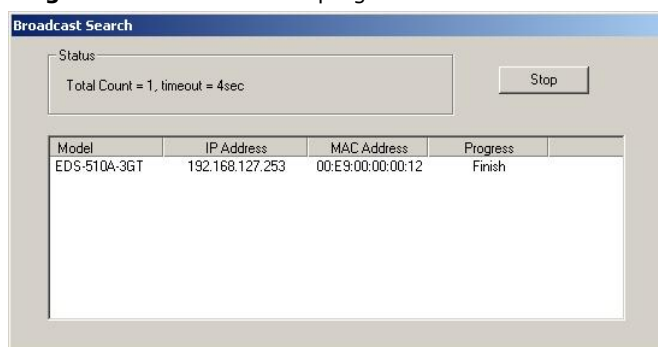 Broadcast Search
Status
Total Count = 1, timeout = 4sec
Stop
Model IP Address MAC Address Progress
EDS-510A-3GT 192.168.127.253 00:E9:00:00:00:12 Finish